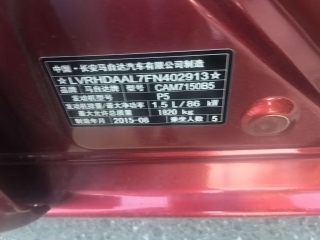 中国·长安马自达汽车有限公司制造
★LVRHDAAL7FN402913★
品牌 马自达牌 型号 CAM7150B5
发动机型号 P5
发动机排量/最大净功率 1.5 L/86 kW
最大允许总质量 1820 kg
制造年月 2015-08 乘坐人数 5